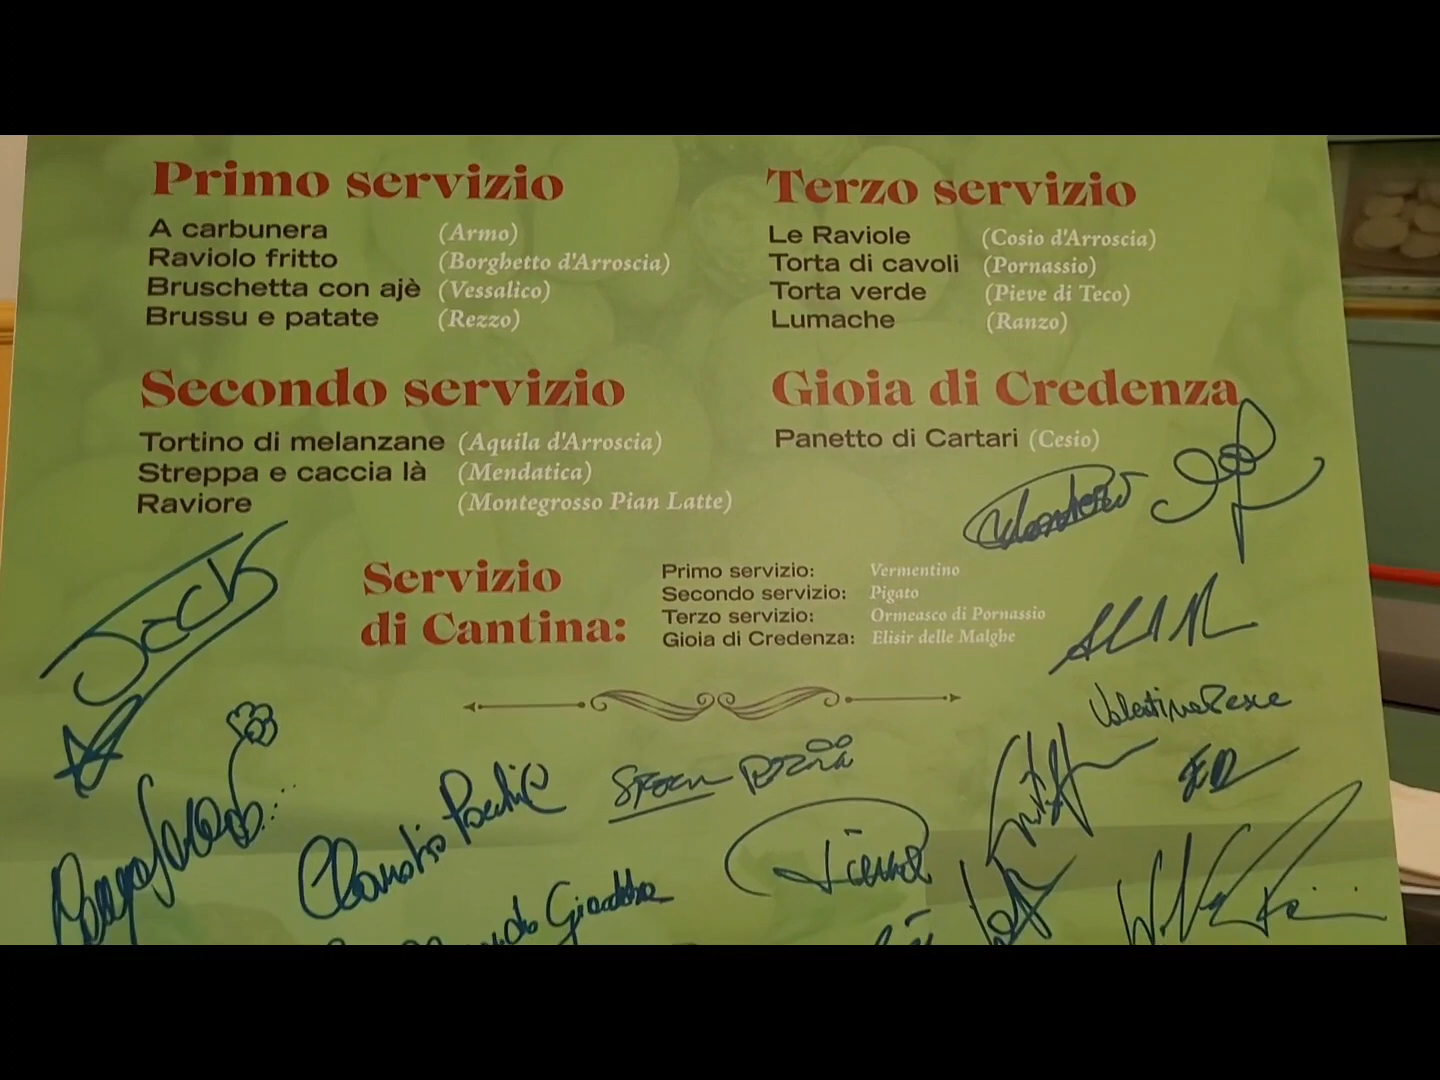 Primo servizio
A carbunera (Armo)
Raviolo fritto (Borghetto d'Arroscia)
Bruschetta con ajè (Vessalico)
Brussu e patate (Rezzo)
Secondo servizio
Tortino di melanzane (Aquila d'Arroscia)
Streppa e caccia là (Mendatica)
Raviore (Montegrosso Pian Latte)
Terzo servizio
Le Raviole (Cosio d'Arroscia)
Torta di cavoli (Pornassio)
Torta verde (Pieve di Teco)
Lumache (Ranzo)
Gioia di Credenza
Panetto di Cartari (Cesio)
Servizio
di Cantina:
Primo servizio: Vermentino
Secondo servizio: Pigato
Terzo servizio: Ormeasco di Pornassio
Gioia di Credenza: Elisir delle Malghe
Jack
Valentina
Claudio